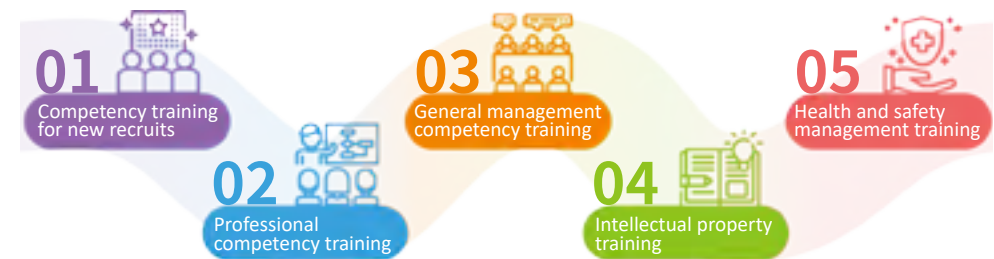 01
Competency training
for new recruits
02
Professional
competency training
03
General management
competency training
04
Intellectual property
training
05
Health and safety
management training